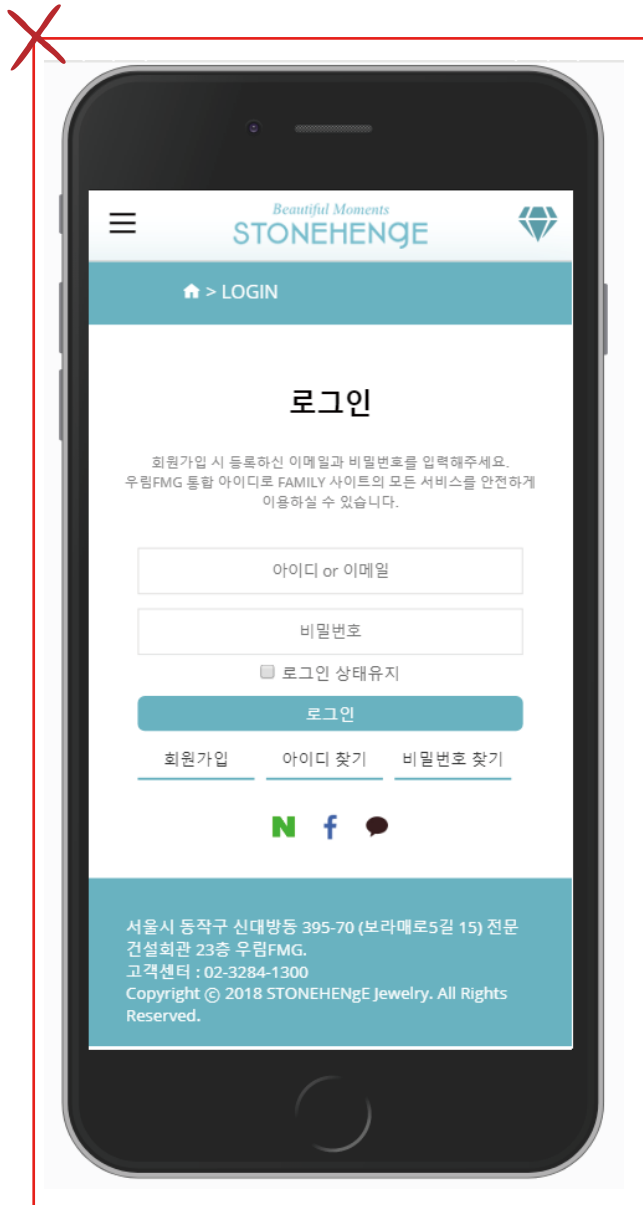 Beautiful Moments
STONEHENgE
> LOGIN
로그인
회원가입 시 등록하신 이메일과 비밀번호를 입력해주세요.
우림FMG 통합 아이디로 FAMILY 사이트의 모든 서비스를 안전하게
이용하실 수 있습니다.
아이디 or 이메일
비밀번호
로그인 상태유지
로그인
회원가입 아이디 찾기 비밀번호 찾기
N f
서울시 동작구 신대방동 395-70 (보라매로5길 15) 전문
건설회관 23층 우림FMG.
고객센터 : 02-3284-1300
Copyright ⓒ 2018 STONEHENgE Jewelry. All Rights
Reserved.